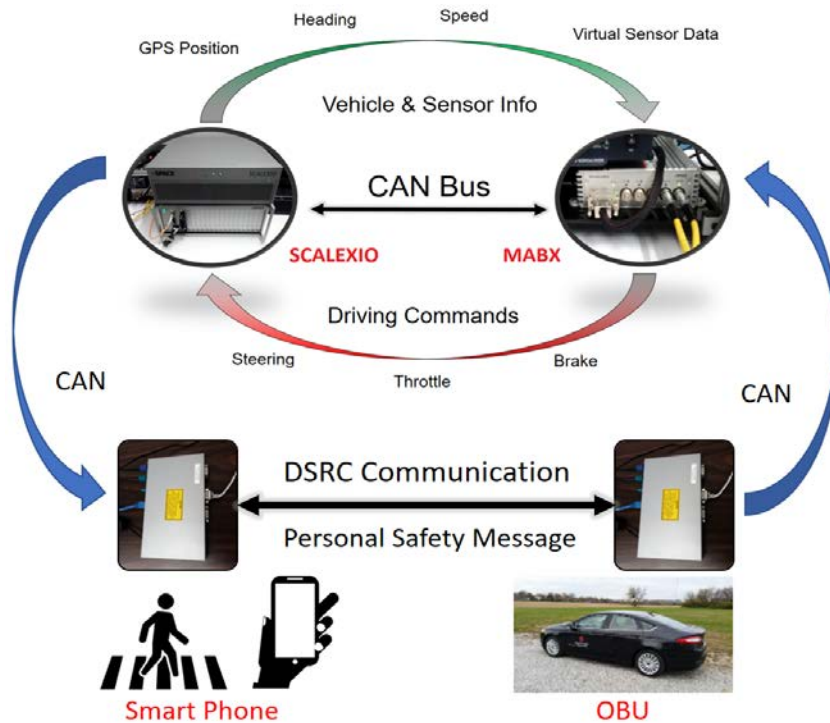 Heading
Speed
GPS Position
Virtual Sensor Data
Vehicle & Sensor Info
SCALEXIO
CAN Bus
SCALEXIO
MABX
Driving Commands
Steering
Brake
Throttle
CAN
CAN
DSRC Communication
Personal Safety Message
Smart Phone
OBU